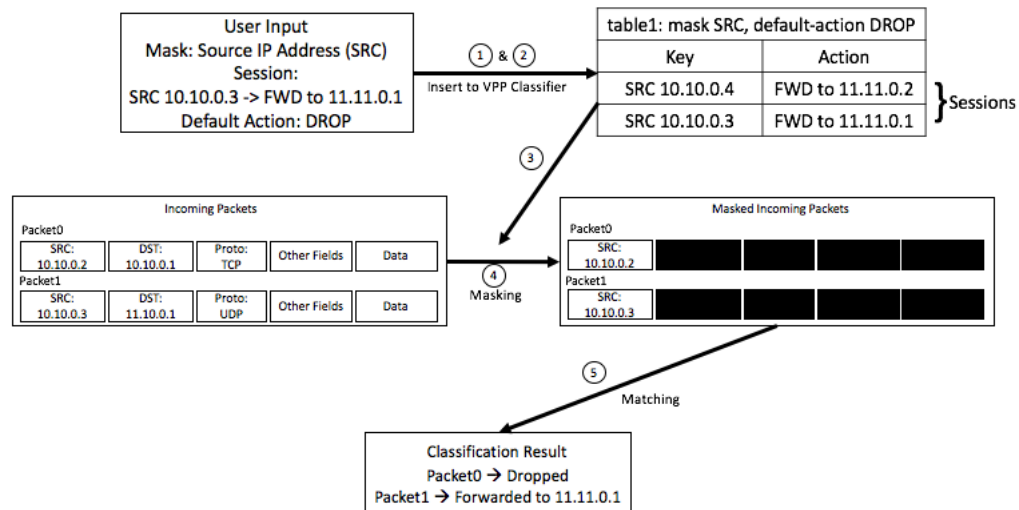 User Input
Mask: Source IP Address (SRC)
Session:
SRC 10.10.0.3 -> FWD to 11.11.0.1
Default Action: DROP
1 & 2
Insert to VPP Classifier
table1: mask SRC, default-action DROP
Key Action
SRC 10.10.0.4 FWD to 11.11.0.2
SRC 10.10.0.3 FWD to 11.11.0.1
} Sessions
3
Incoming Packets
Packet0
SRC: DST: Proto: Other Fields Data
10.10.0.2 10.10.0.1 TCP
Packet1
SRC: DST: Proto: Other Fields Data
10.10.0.3 11.10.0.1 UDP
4
Masking
Masked Incoming Packets
Packet0
SRC:
10.10.0.2
Packet1
SRC:
10.10.0.3
5
Matching
Classification Result
Packet0 → Dropped
Packet1 → Forwarded to 11.11.0.1